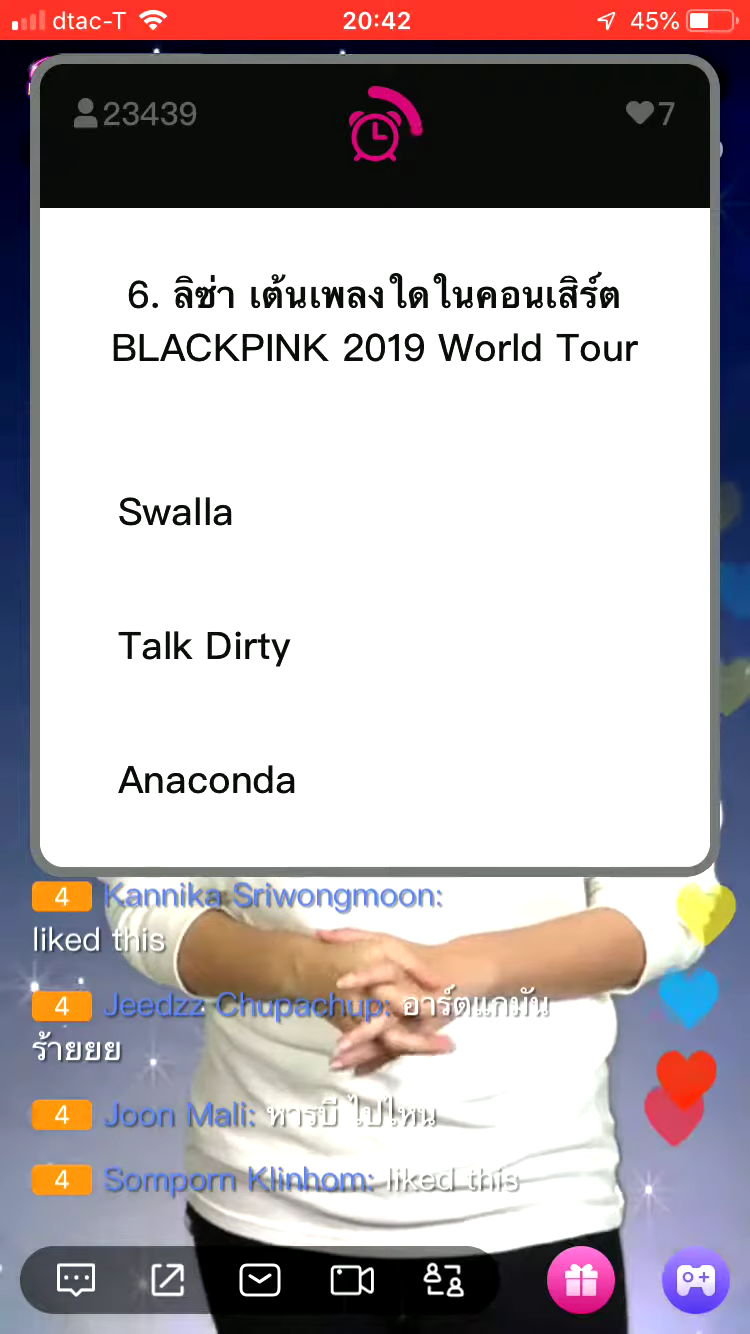 dtac-T 20:42 45%
23439 7
6. ลิซ่า เต้นเพลงใดในคอนเสิร์ต
BLACKPINK 2019 World Tour
Swalla
Talk Dirty
Anaconda
4 Kannika Sriwongmoon:
liked this
4 Jeedzz Chupachup: อาร์ตแกมัน
ร้ายยย
4 Joon Mali: หารบี ไปไหน
4 Somporn Klinhom: liked this